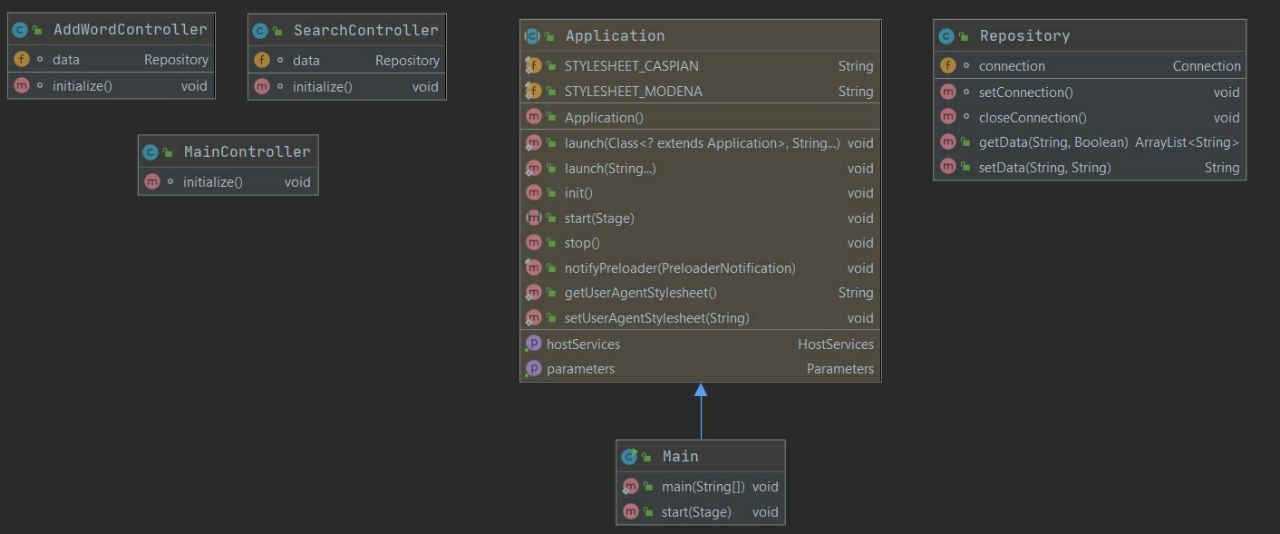 AddWordController
data Repository
initialize() void
SearchController
data Repository
initialize() void
MainController
initialize() void
Application
STYLESHEET_CASPIAN String
STYLESHEET_MODENA String
Application()
launch(Class<? extends Application>, String...) void
launch(String...) void
init() void
start(Stage) void
stop() void
notifyPreloader(PreloaderNotification) void
getUserAgentStylesheet() String
setUserAgentStylesheet(String) void
hostServices HostServices
parameters Parameters
Main
main(String[]) void
start(Stage) void
Repository
connection Connection
setConnection() void
closeConnection() void
getData(String, Boolean) ArrayList<String>
setData(String, String) String